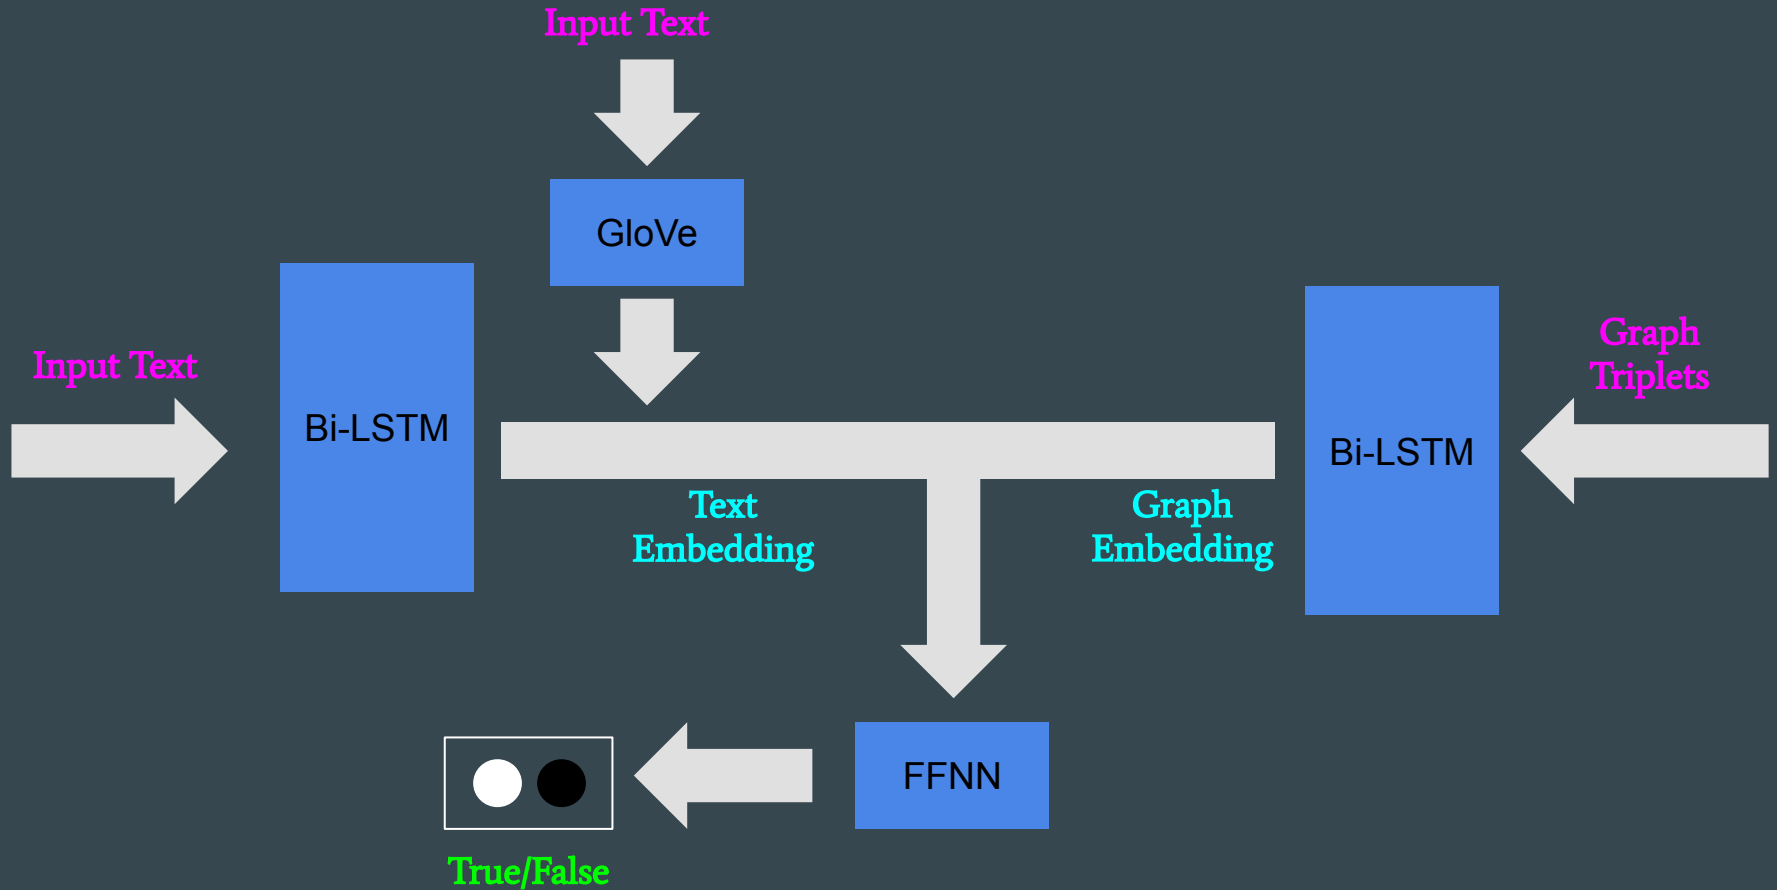 Input Text
GloVe
Input Text
Bi-LSTM
Text
Embedding
Graph
Embedding
Bi-LSTM
Graph
Triplets
FFNN
True/False